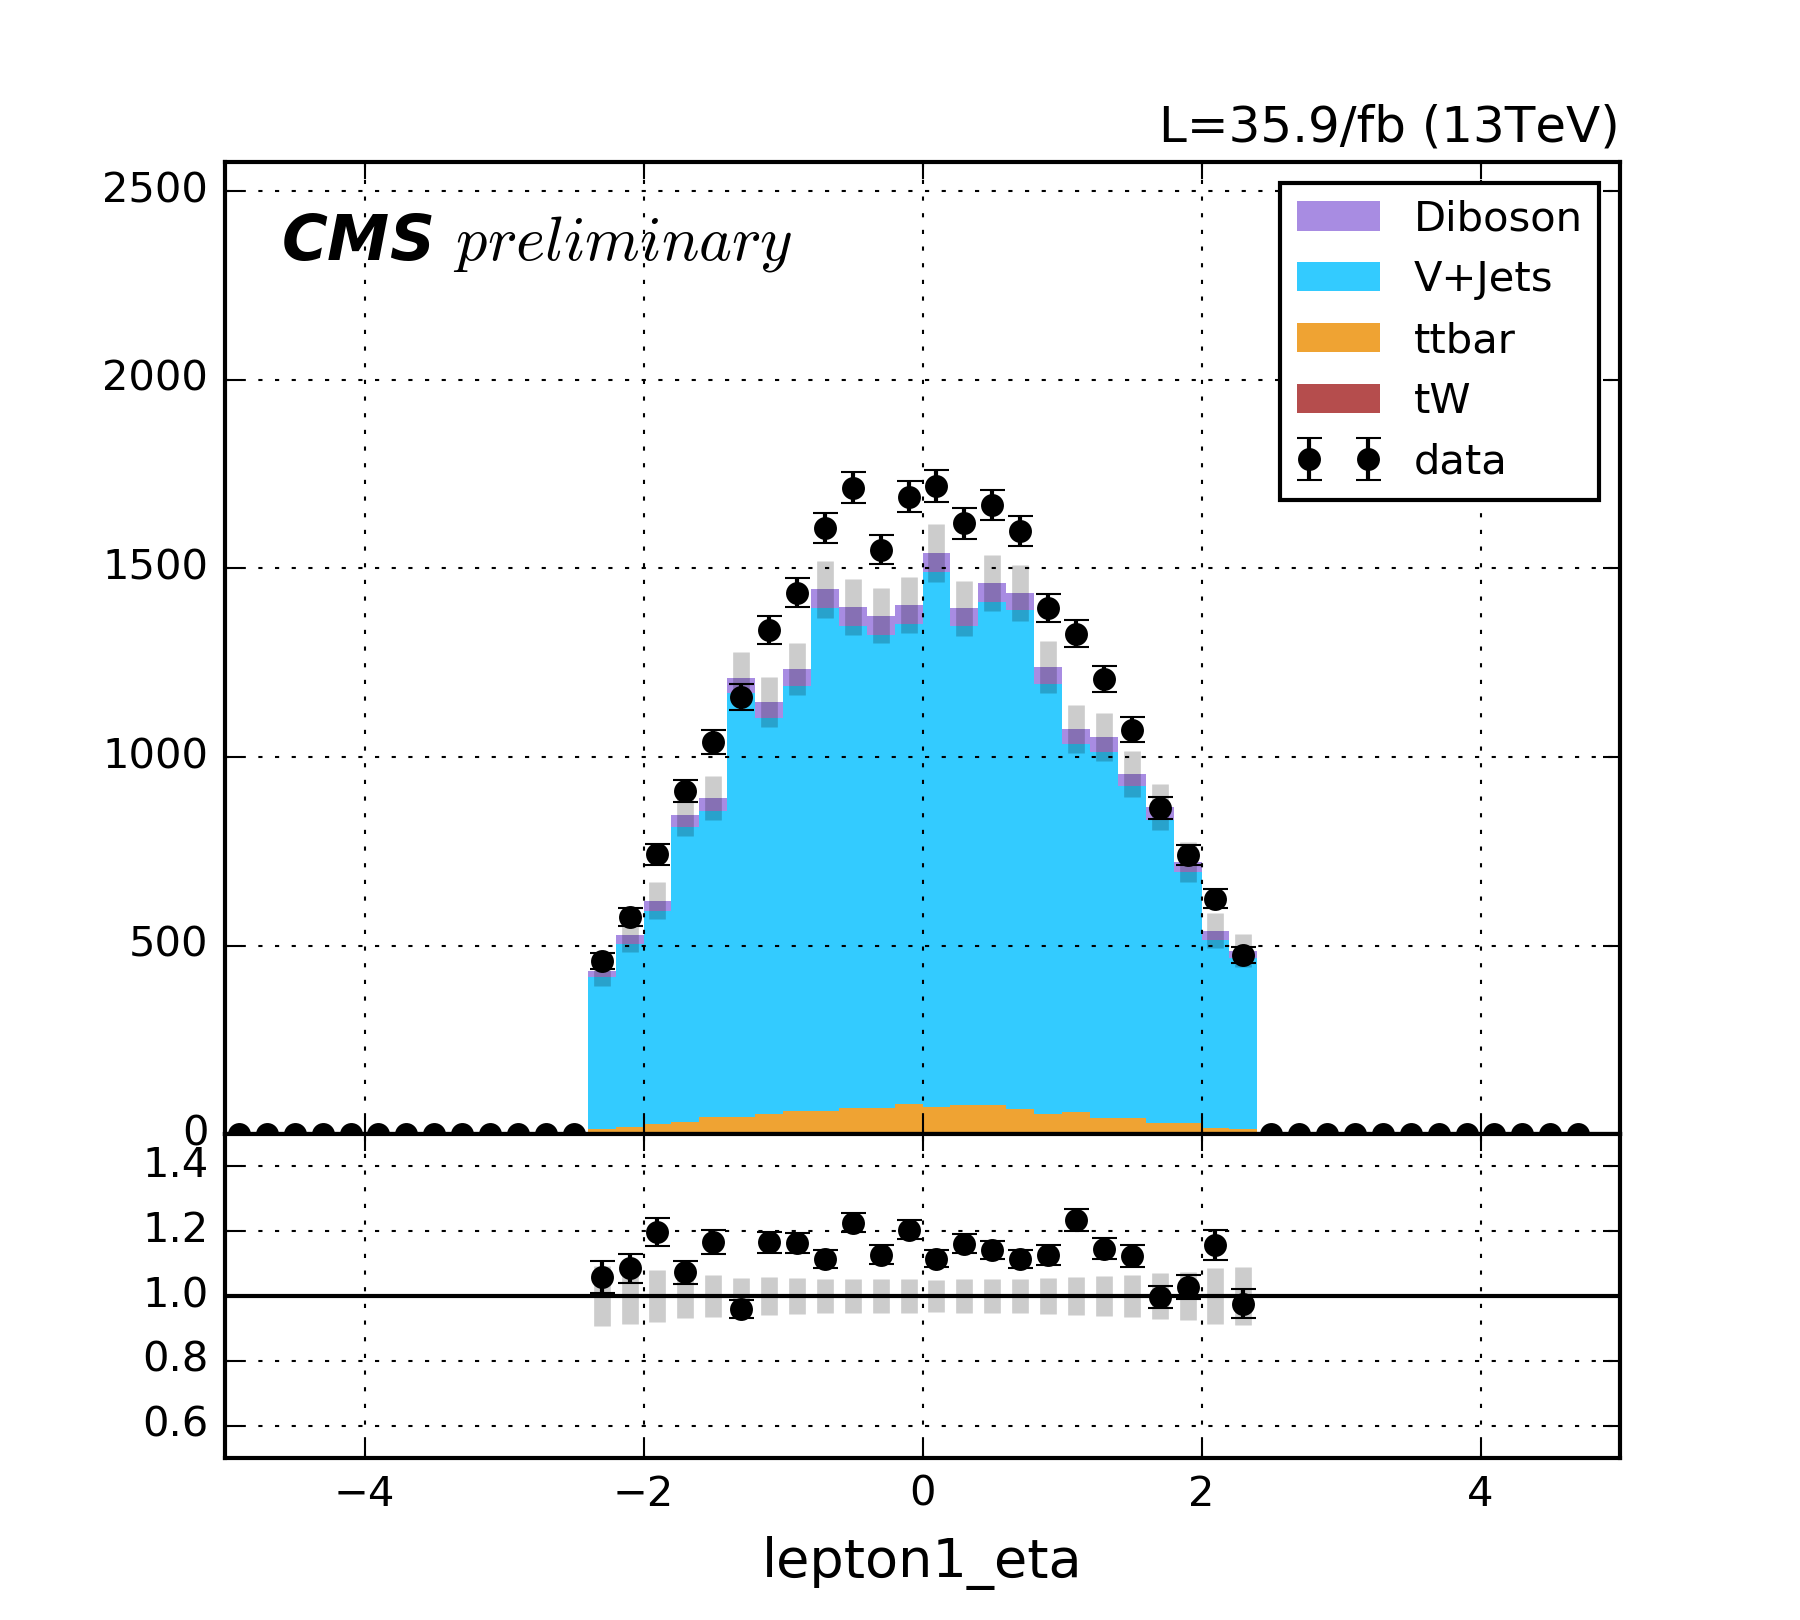 L=35.9/fb (13TeV)
CMS preliminary
2500
2000
1500
1000
500
0
Diboson
V+Jets
ttbar
tW
data
1.4
1.2
1.0
0.8
0.6
−4 −2 0 2 4
lepton1_eta